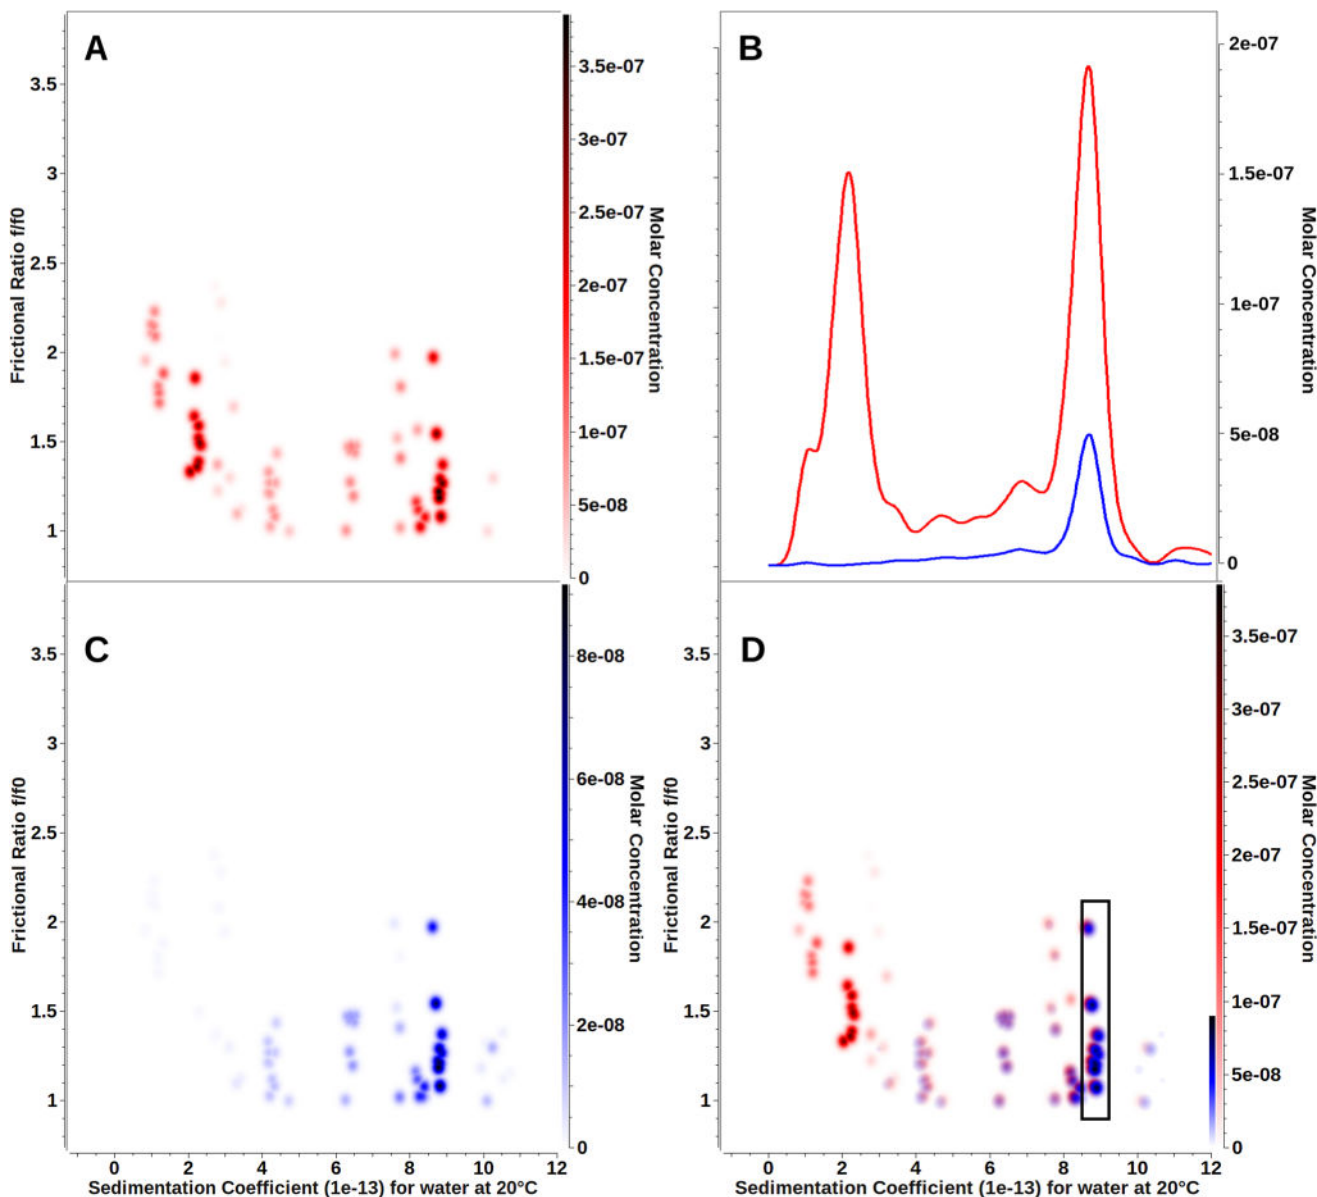 A
3.5
3
2.5
2
1.5
1
Frictional Ratio f/f0
3.5e-07
3e-07
2.5e-07
2e-07
1.5e-07
1e-07
5e-08
0
Molar Concentration
B
2e-07
1.5e-07
1e-07
5e-08
0
Molar Concentration
C
3.5
3
2.5
2
1.5
1
Frictional Ratio f/f0
8e-08
6e-08
4e-08
2e-08
0
Molar Concentration
0 2 4 6 8 10 12
Sedimentation Coefficient (1e-13) for water at 20°C
D
3.5
3
2.5
2
1.5
1
Frictional Ratio f/f0
3.5e-07
3e-07
2.5e-07
2e-07
1.5e-07
1e-07
5e-08
0
Molar Concentration
0 2 4 6 8 10 12
Sedimentation Coefficient (1e-13) for water at 20°C